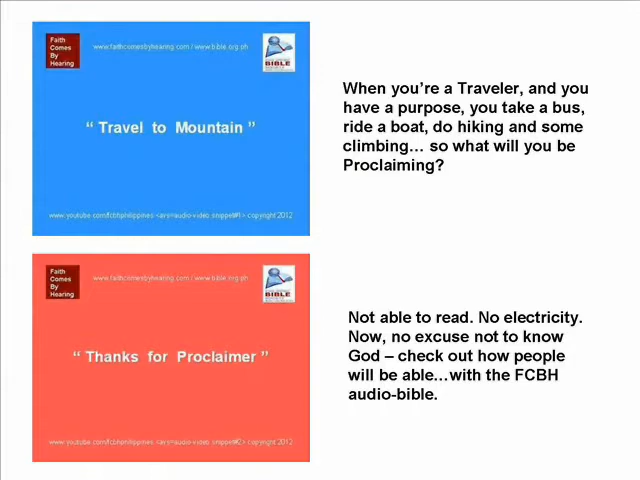 Faith
Comes
By
Hearing
www.faithcomesbyhearing.com / www.bible.org.ph
BIBLE
“ Travel to Mountain ”
www.youtube.com/fcbhphilippines <avs=audio-video snippet#1> copyright 2012
When you’re a Traveler, and you
have a purpose, you take a bus,
ride a boat, do hiking and some
climbing… so what will you be
Proclaiming?
Faith
Comes
By
Hearing
www.faithcomesbyhearing.com / www.bible.org.ph
BIBLE
“ Thanks for Proclaimer ”
www.youtube.com/fcbhphilippines <avs=audio-video snippet#2> copyright 2012
Not able to read. No electricity.
Now, no excuse not to know
God – check out how people
will be able…with the FCBH
audio-bible.